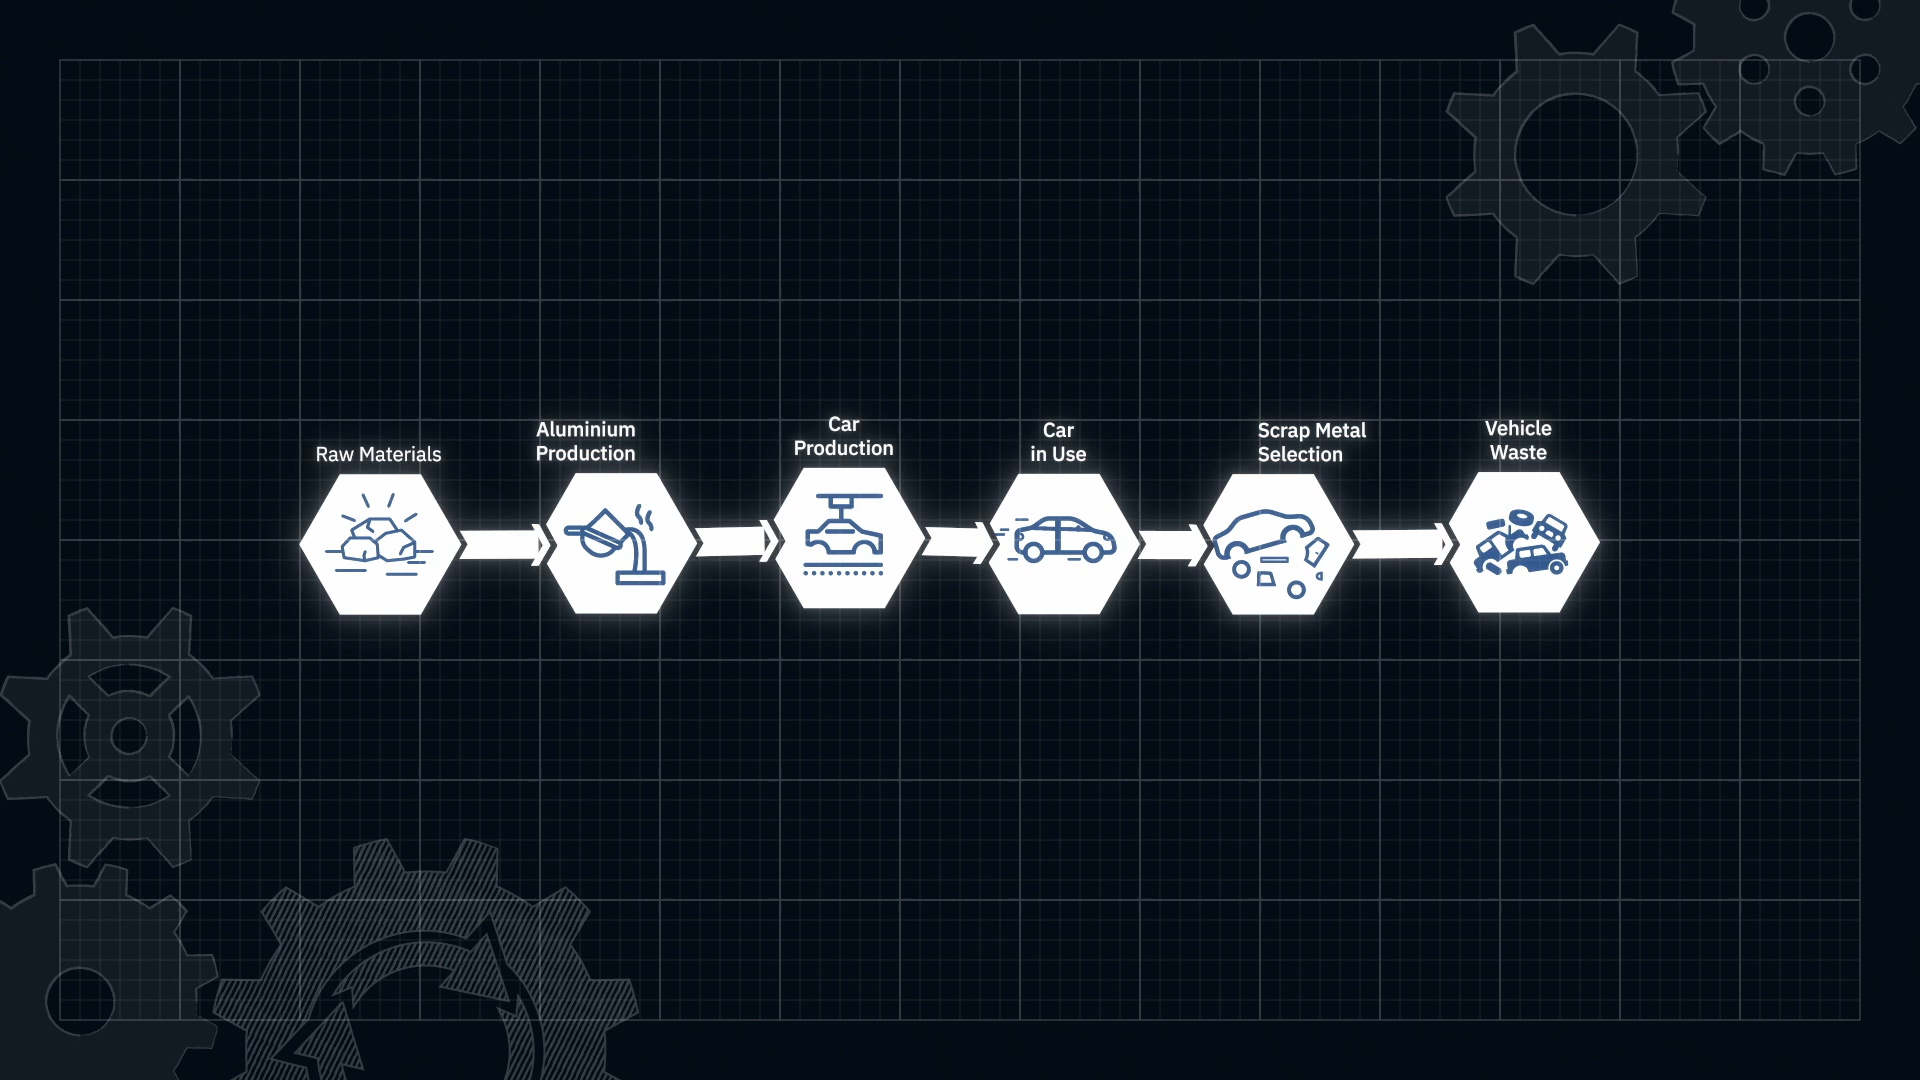 Raw Materials
Aluminium
Production
Car
Production
Car
in Use
Scrap Metal
Selection
Vehicle
Waste